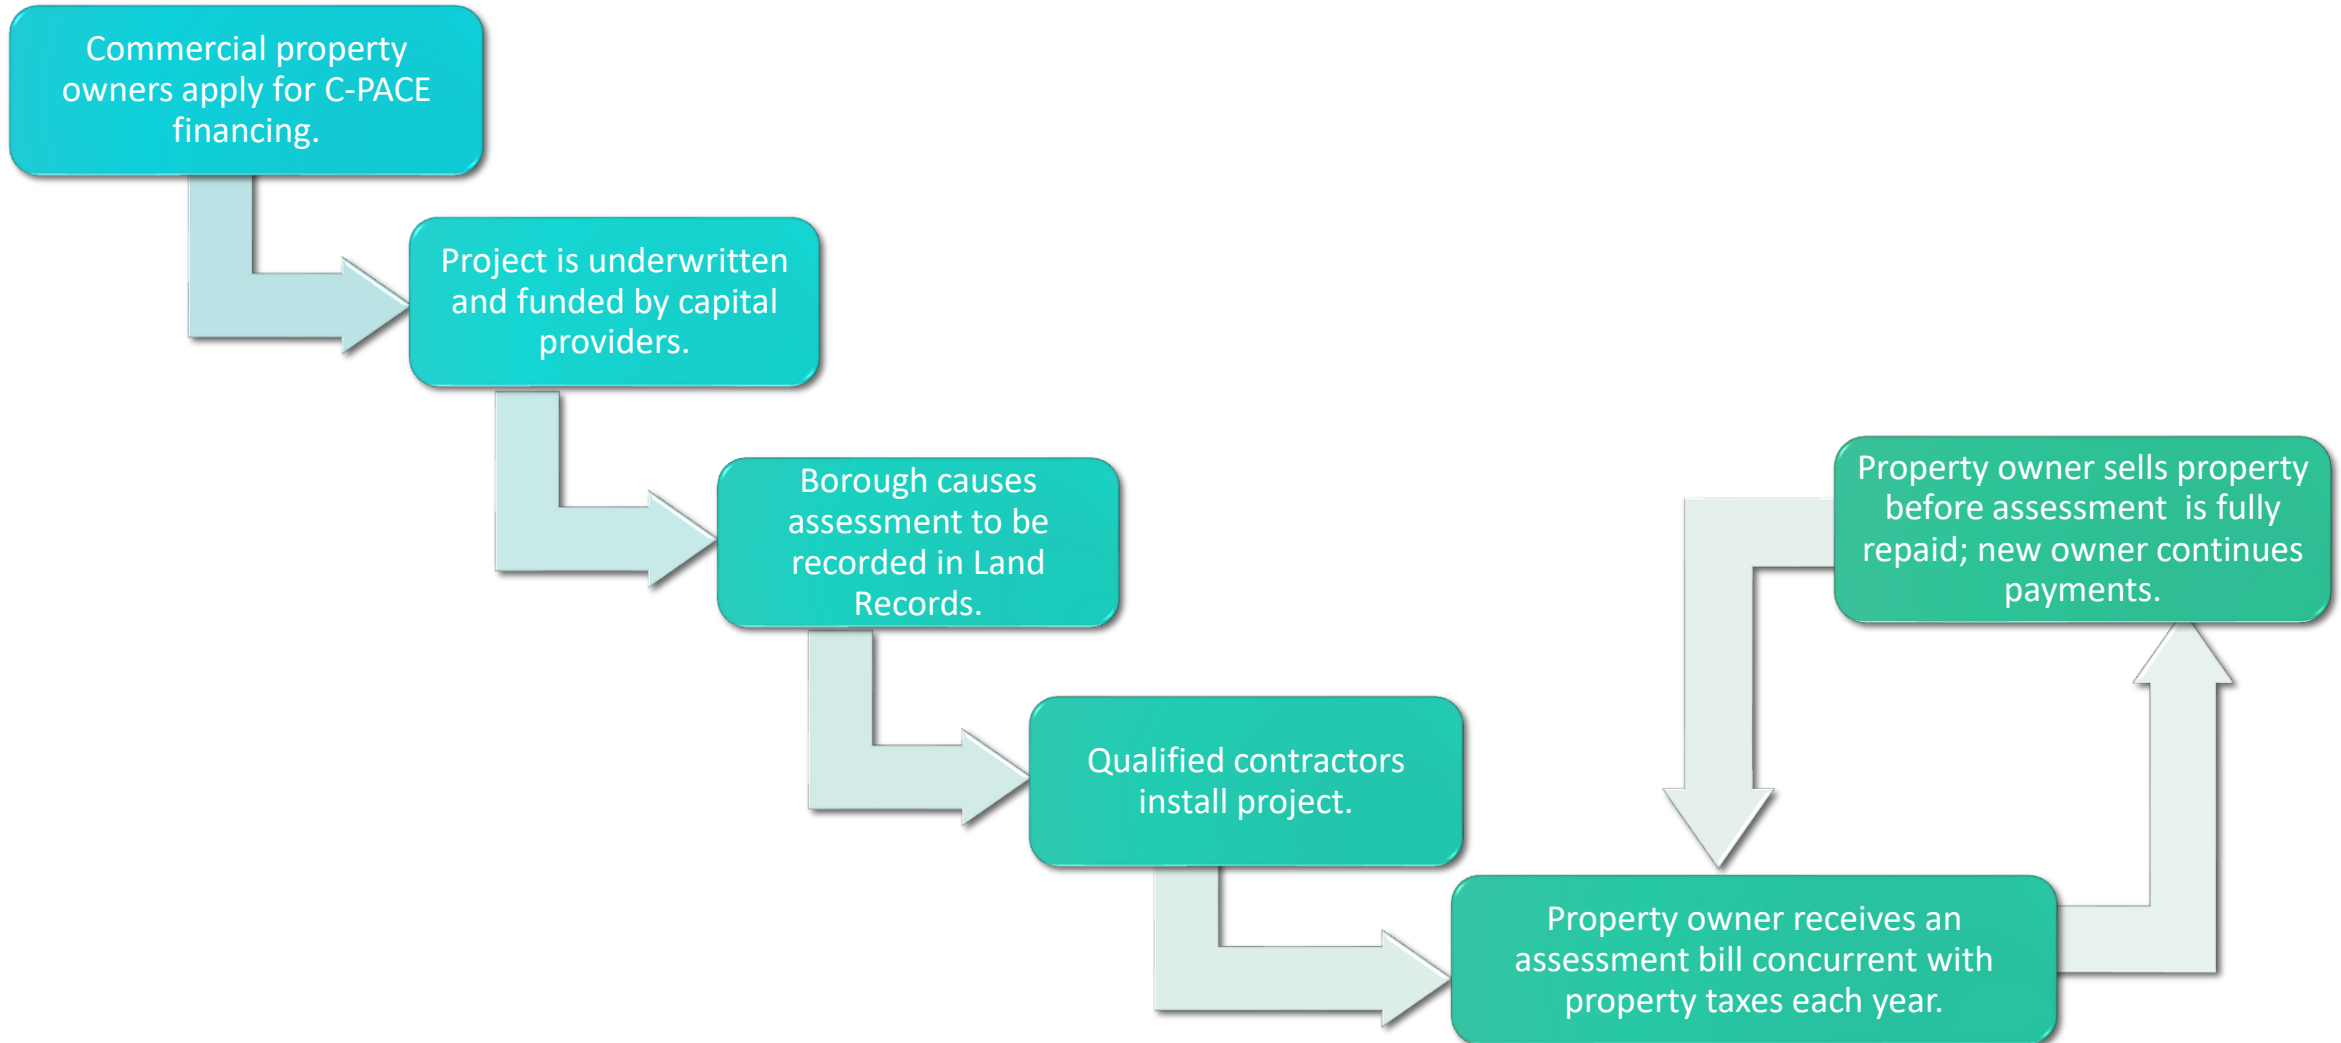 Commercial property
owners apply for C-PACE
financing.
Project is underwritten
and funded by capital
providers.
Borough causes
assessment to be
recorded in Land
Records.
Qualified contractors
install project.
Property owner receives an
assessment bill concurrent with
property taxes each year.
Property owner sells property
before assessment  is fully
repaid; new owner continues
payments.